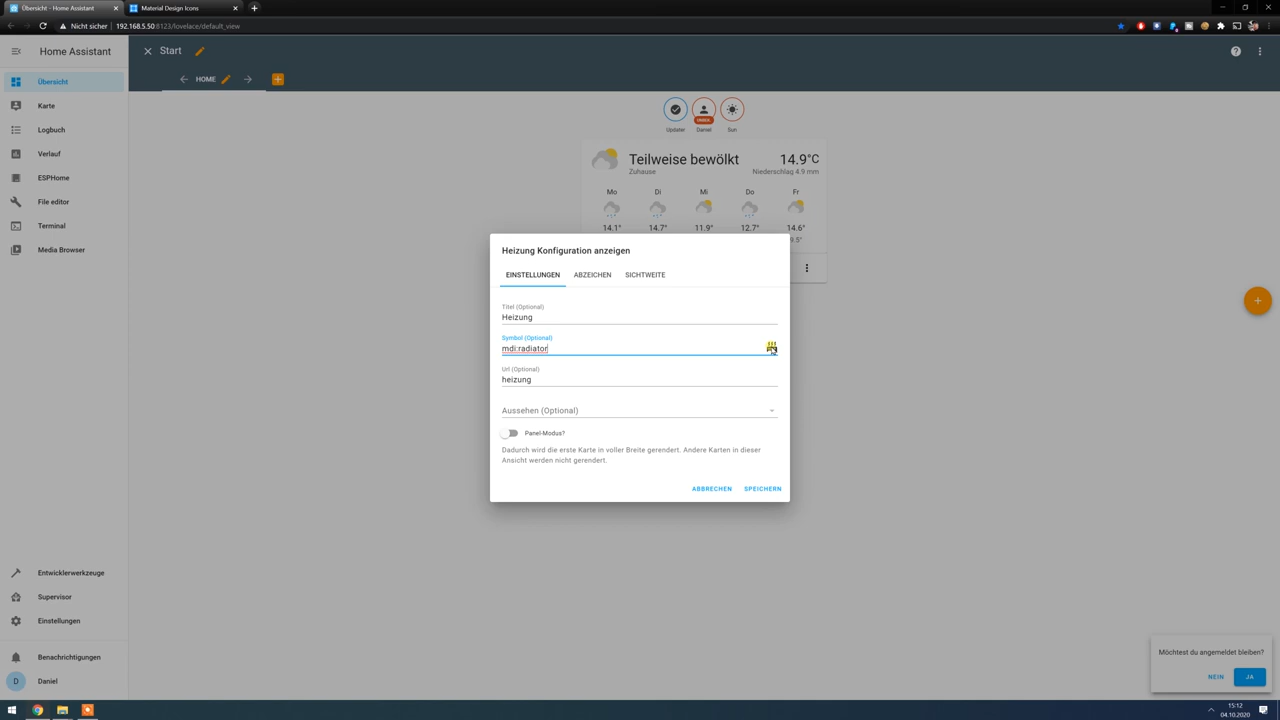 Übersicht - Home Assistant
Material Design Icons
Nicht sicher
192.168.5.50:8123/lovelace/default_view
Home Assistant
Start
HOME
Übersicht
Karte
Logbuch
Verlauf
ESPHome
File editor
Terminal
Media Browser
Updater
Daniel
Sun
Teilweise bewölkt
14.9°C
Zuhause
Niederschlag 4.9 mm
Mo
Di
Mi
Do
Fr
14.1°
14.7°
11.9°
12.7°
14.6°
9.5°
Heizung Konfiguration anzeigen
EINSTELLUNGEN
ABZEICHEN
SICHTWEITE
Titel (Optional)
Heizung
Symbol (Optional)
mdi:radiator
Url (Optional)
heizung
Aussehen (Optional)
Panel-Modus?
Dadurch wird die erste Karte in voller Breite gerendert. Andere Karten in dieser
Ansicht werden nicht gerendert.
ABBRECHEN
SPEICHERN
Entwicklerwerkzeuge
Supervisor
Einstellungen
Benachrichtigungen
D
Daniel
Möchtest du angemeldet bleiben?
NEIN
JA
15:12
04.10.2020